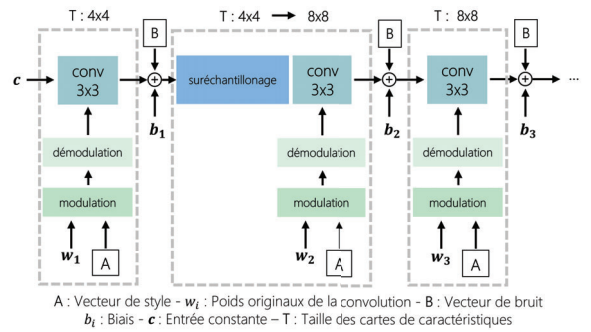 T : 4x4
T : 4x4 → 8x8
T : 8x8
B
B
B
c
conv
3x3
suréchantillonage
conv
3x3
conv
3x3
...
b₁
b₂
b₃
démodulation
démodulation
démodulation
modulation
modulation
modulation
w₁
A
w₂
A
w₃
A
A : Vecteur de style - wᵢ : Poids originaux de la convolution - B : Vecteur de bruit
bᵢ : Biais - c : Entrée constante – T : Taille des cartes de caractéristiques